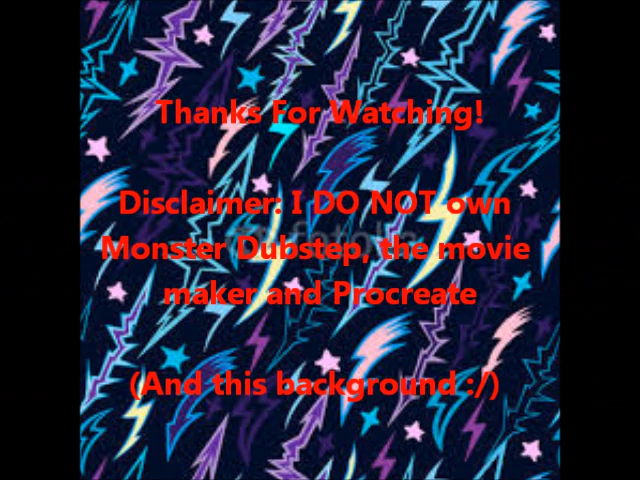 Thanks For Watching!
Disclaimer: I DO NOT own
Monster Dubstep, the movie
maker and Procreate
(And this background :/)